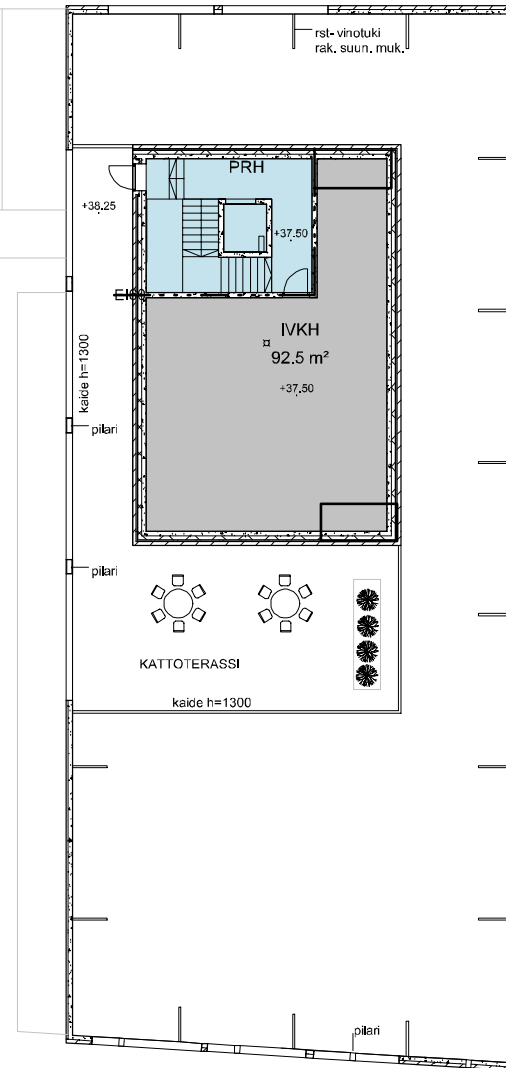 rst- vinotuki
rak. suun. muk.
PRH
+38.25
+37.50
IVKH
92.5 m²
+37.50
kaide h=1300
pilari
pilari
KATTOTERASSI
kaide h=1300
pilari